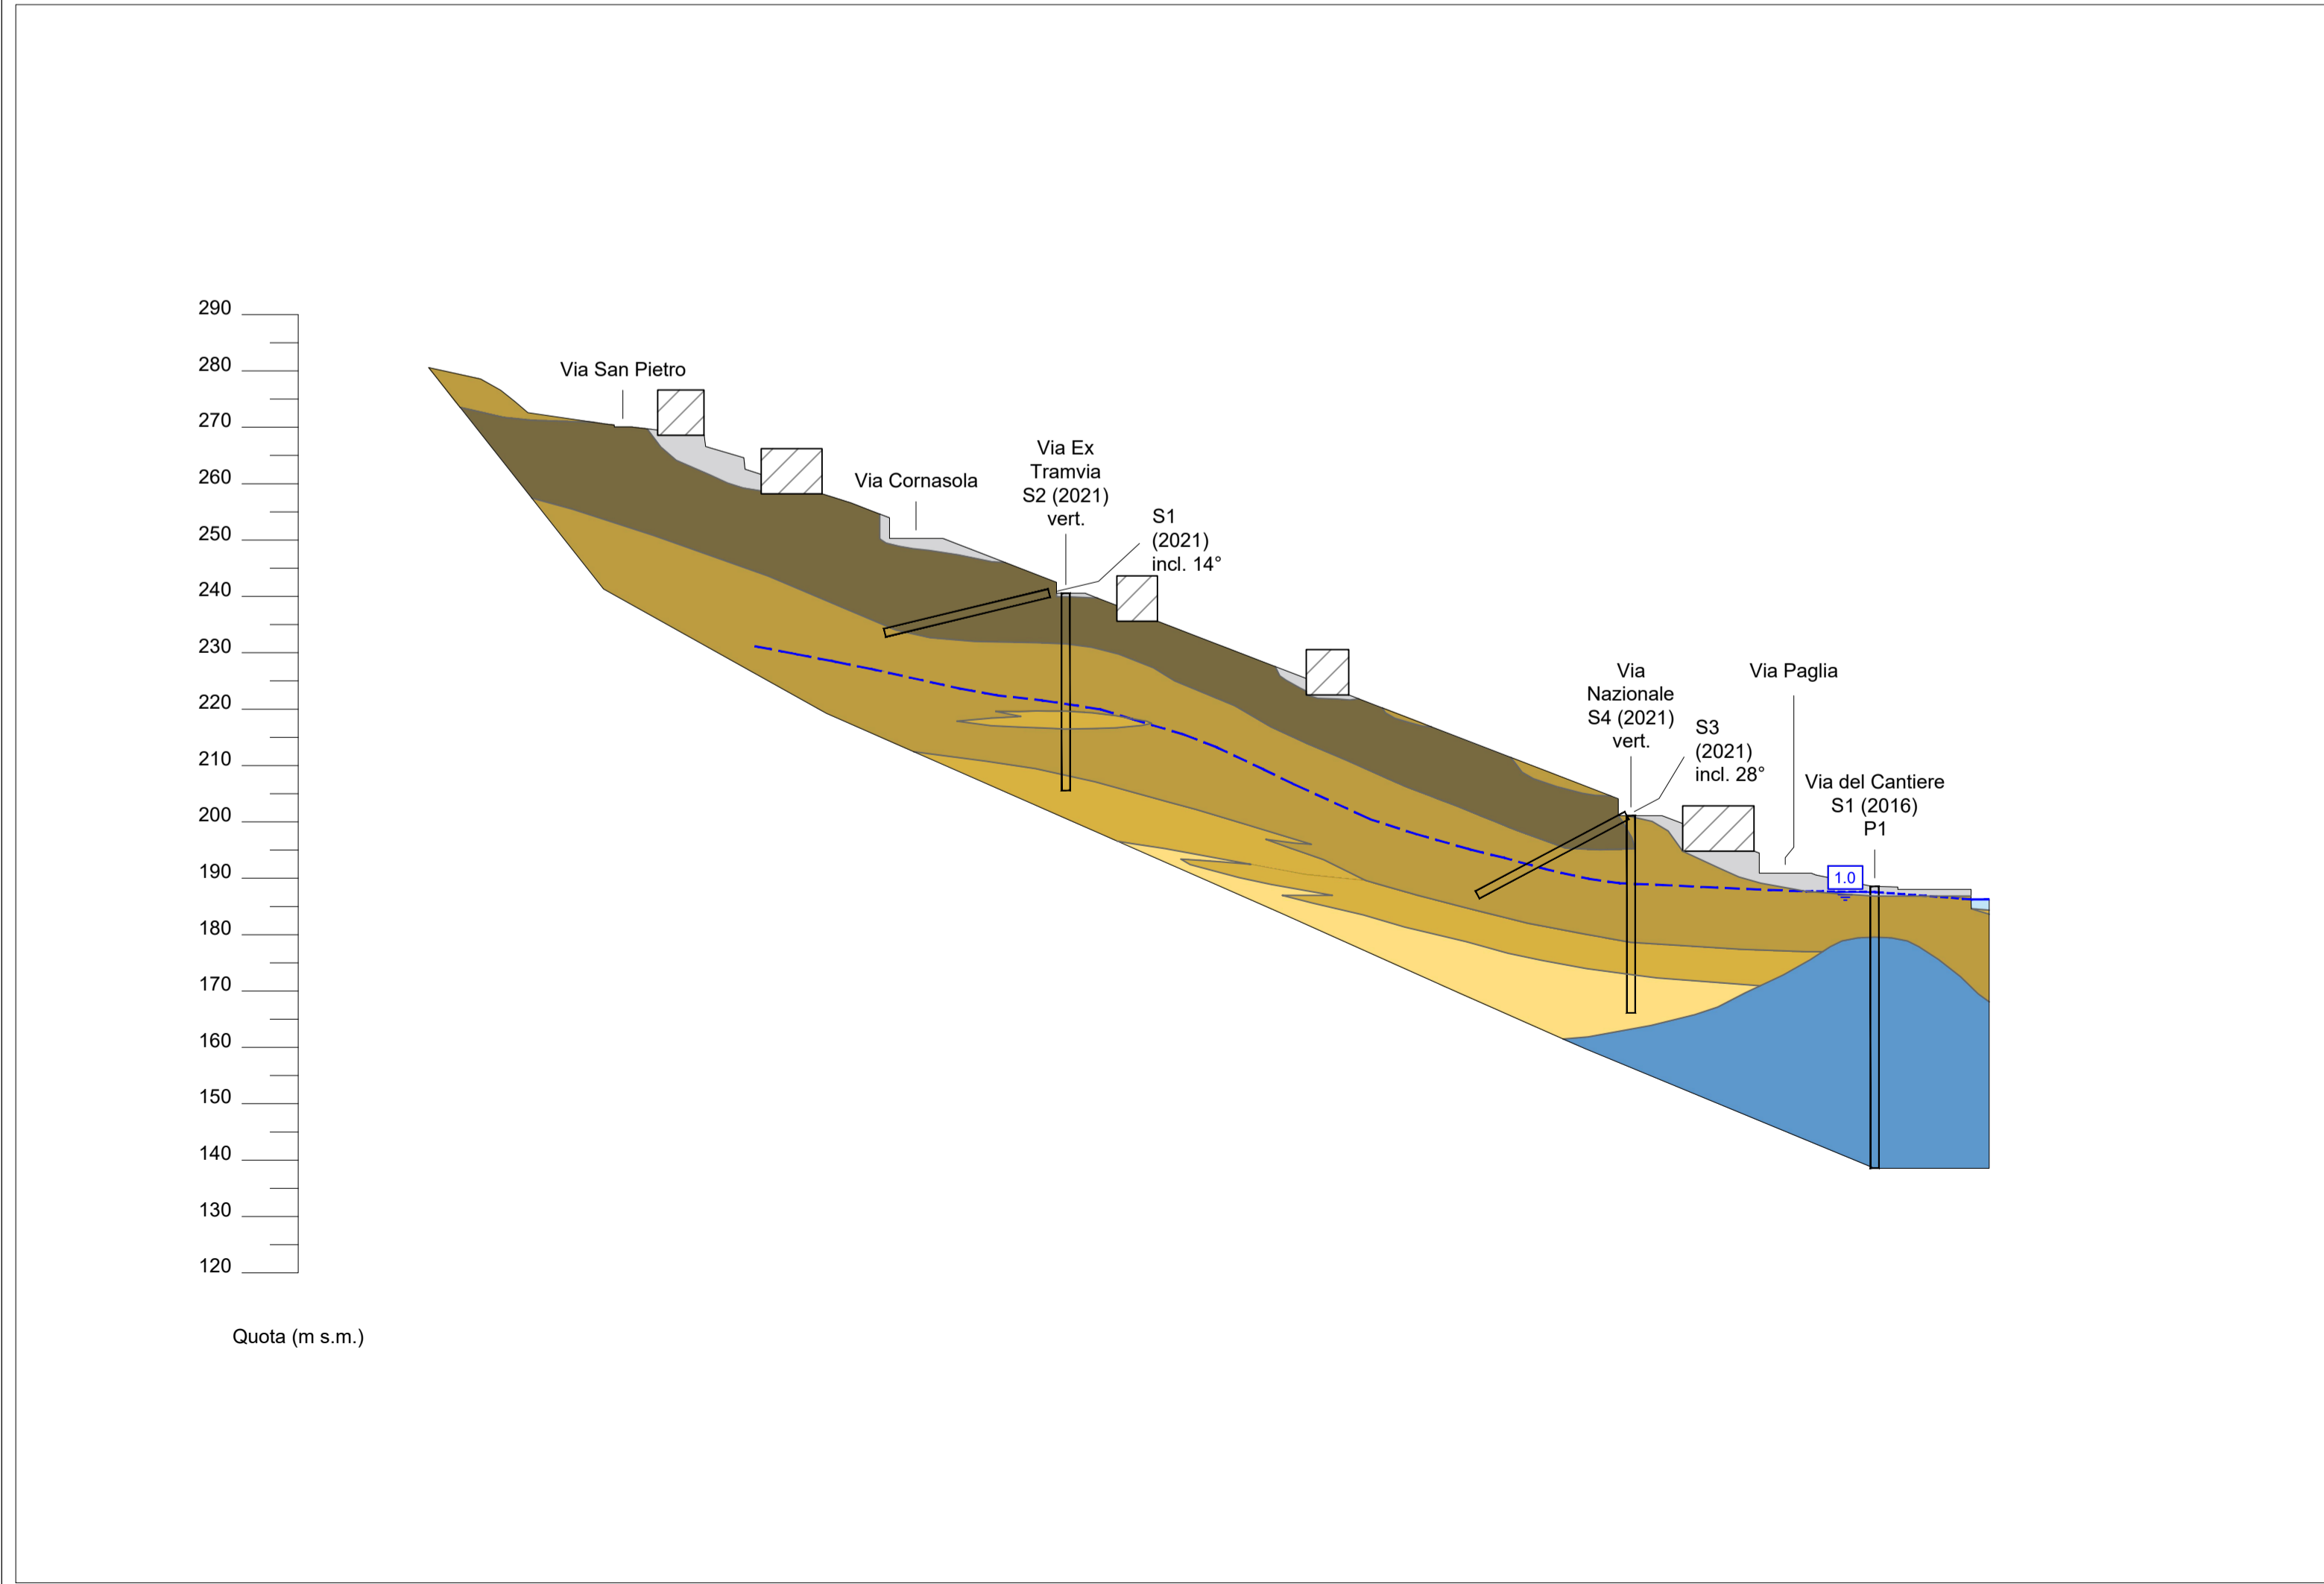 290
280
270
260
250
240
230
220
210
200
190
180
170
160
150
140
130
120
Quota (m s.m.)
Via San Pietro
Via Cornasola
Via Ex
Tramvia
S2 (2021)
vert.
S1
(2021)
incl. 14°
Via
Nazionale
S4 (2021)
vert.
S3
(2021)
incl. 28°
Via Paglia
Via del Cantiere
S1 (2016)
P1
1.0